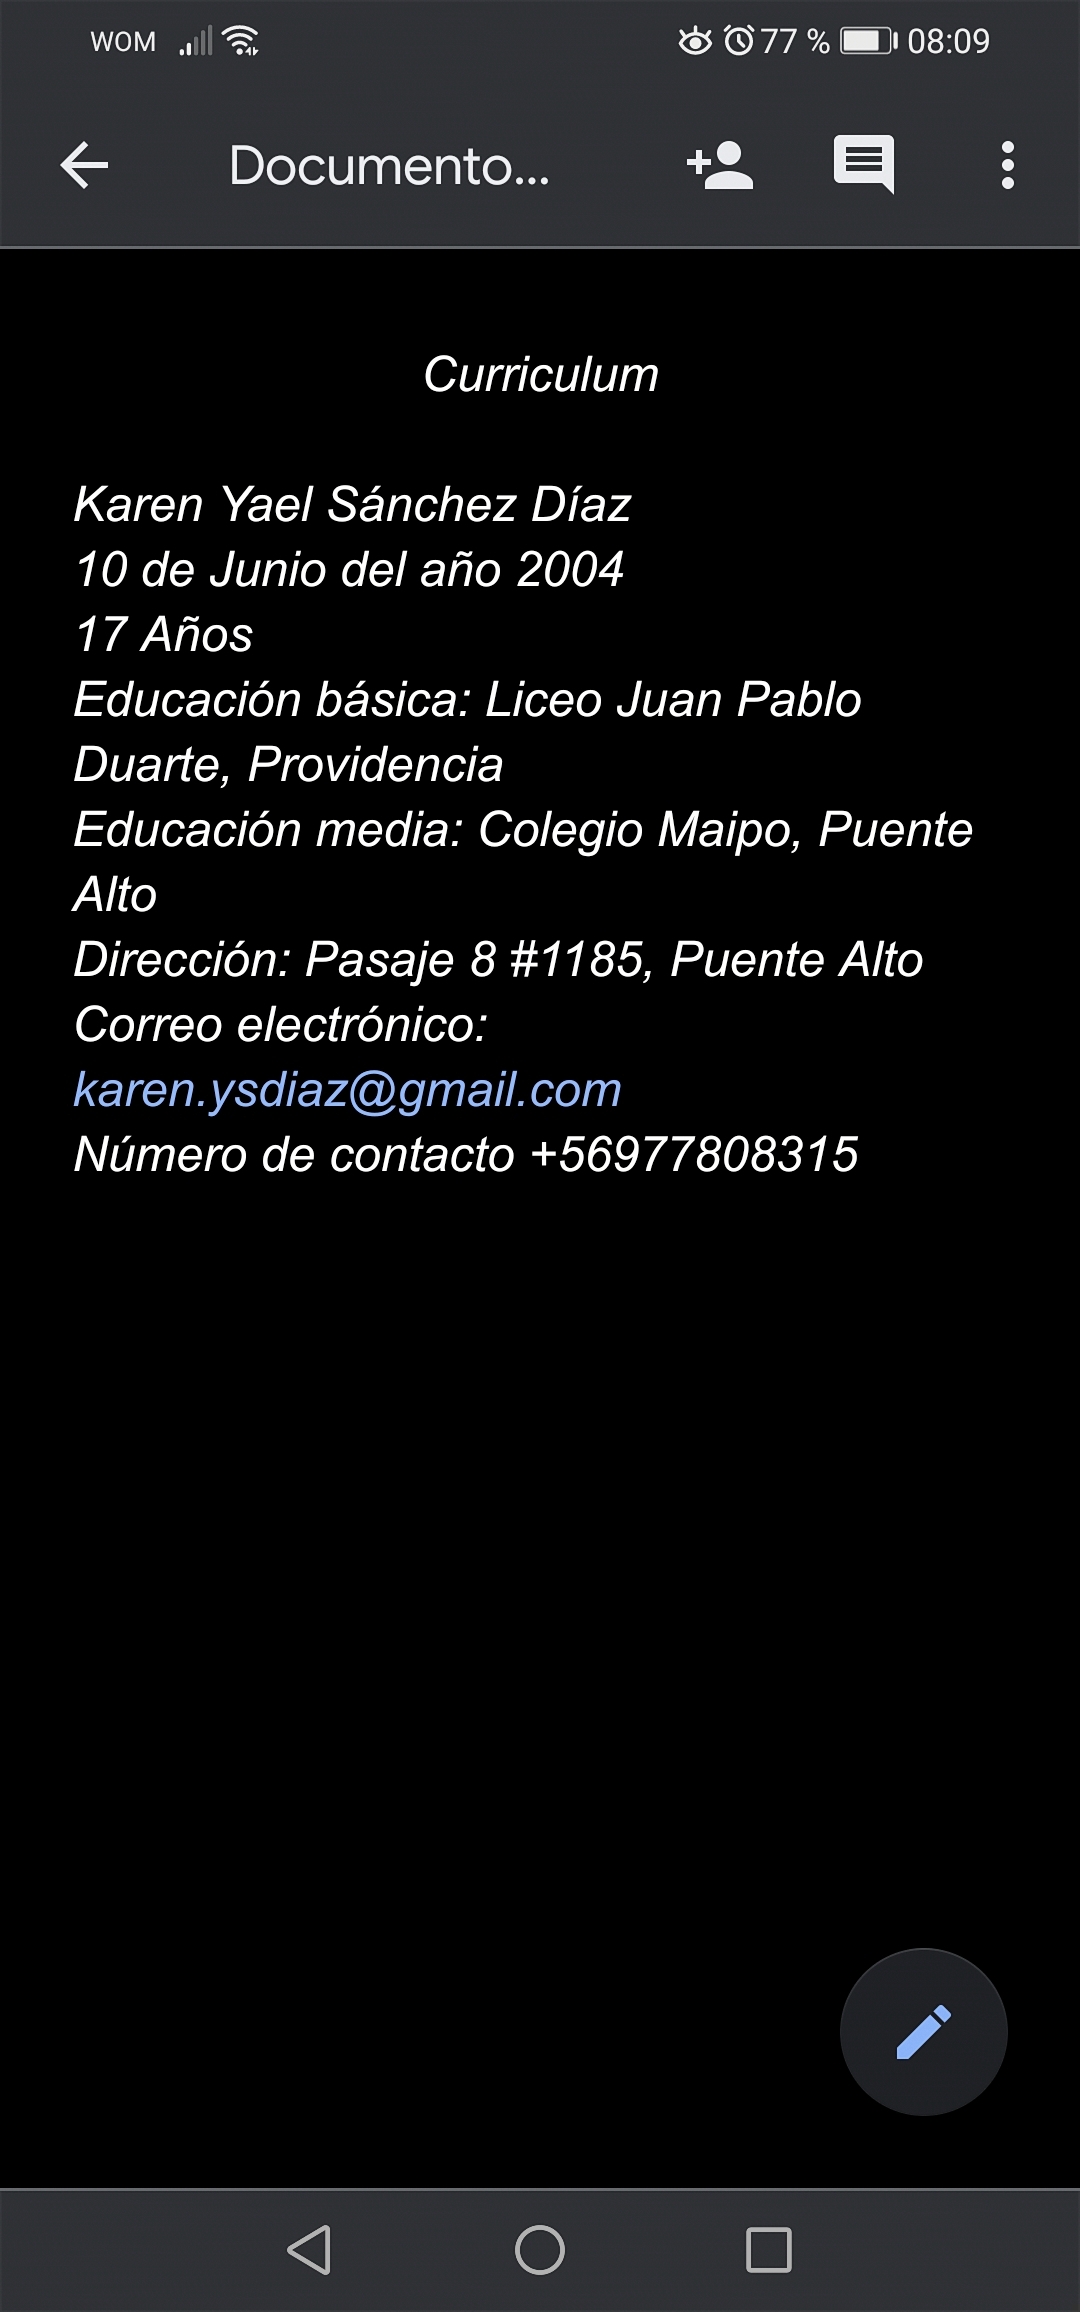 WOM 77 % 08:09
Documento...
Curriculum
Karen Yael Sánchez Díaz
10 de Junio del año 2004
17 Años
Educación básica: Liceo Juan Pablo
Duarte, Providencia
Educación media: Colegio Maipo, Puente
Alto
Dirección: Pasaje 8 #1185, Puente Alto
Correo electrónico:
karen.ysdiaz@gmail.com
Número de contacto +56977808315